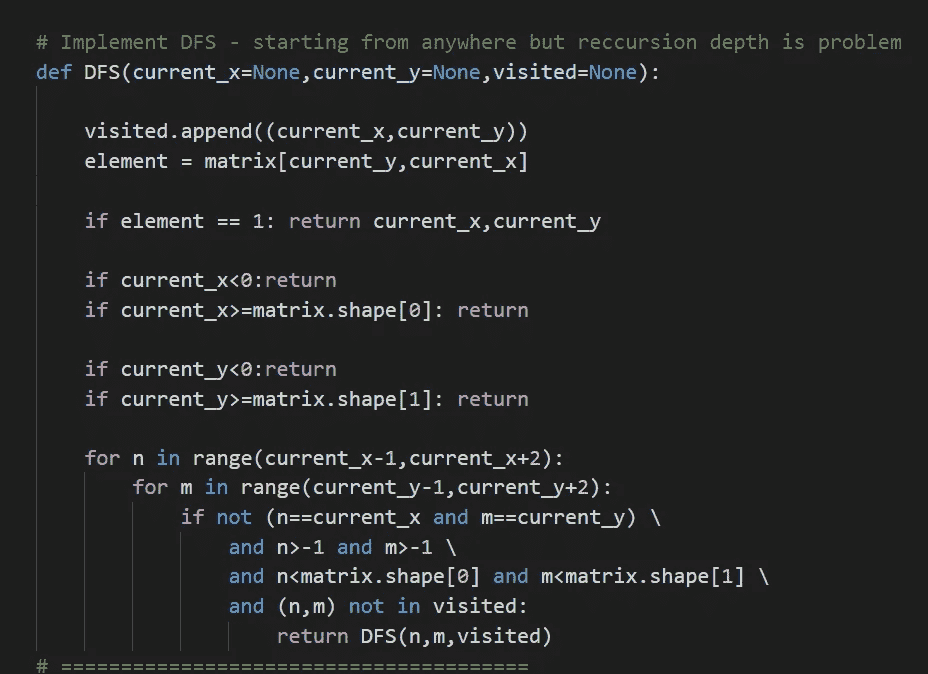 # Implement DFS - starting from anywhere but reccursion depth is problem
def DFS(current_x=None,current_y=None,visited=None):
    visited.append((current_x,current_y))
    element = matrix[current_y,current_x]
    if element == 1: return current_x,current_y
    if current_x<0:return
    if current_x>=matrix.shape[0]: return
    if current_y<0:return
    if current_y>=matrix.shape[1]: return
    for n in range(current_x-1,current_x+2):
        for m in range(current_y-1,current_y+2):
            if not (n==current_x and m==current_y) \
                and n>-1 and m>-1 \
                and n<matrix.shape[0] and m<matrix.shape[1] \
                and (n,m) not in visited:
                    return DFS(n,m,visited)
# =======================================